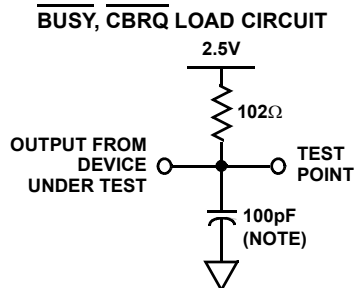 BUSY, CBRQ LOAD CIRCUIT
2.5V
102Ω
OUTPUT FROM
DEVICE
UNDER TEST
TEST
POINT
100pF
(NOTE)